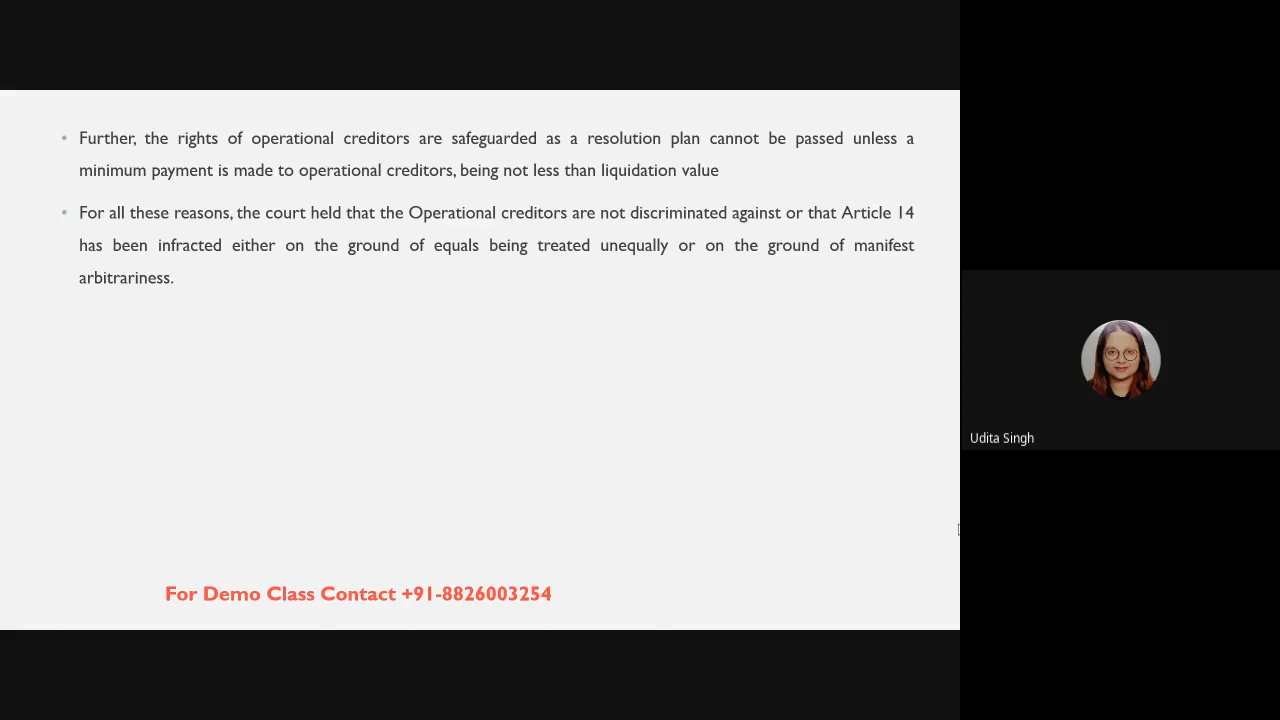 Further, the rights of operational creditors are safeguarded as a resolution plan cannot be passed unless a
minimum payment is made to operational creditors, being not less than liquidation value
For all these reasons, the court held that the Operational creditors are not discriminated against or that Article 14
has been infracted either on the ground of equals being treated unequally or on the ground of manifest
arbitrariness.
Udita Singh
For Demo Class Contact +91-8826003254